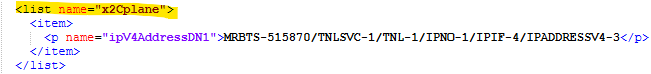 <list name="x2Cplane">
<item>
<p name="ipV4AddressDN1">MRBTS-515870/TNLSVC-1/TNL-1/IPNO-1/IPIF-4/IPADDRESSV4-3</p>
</item>
</list>